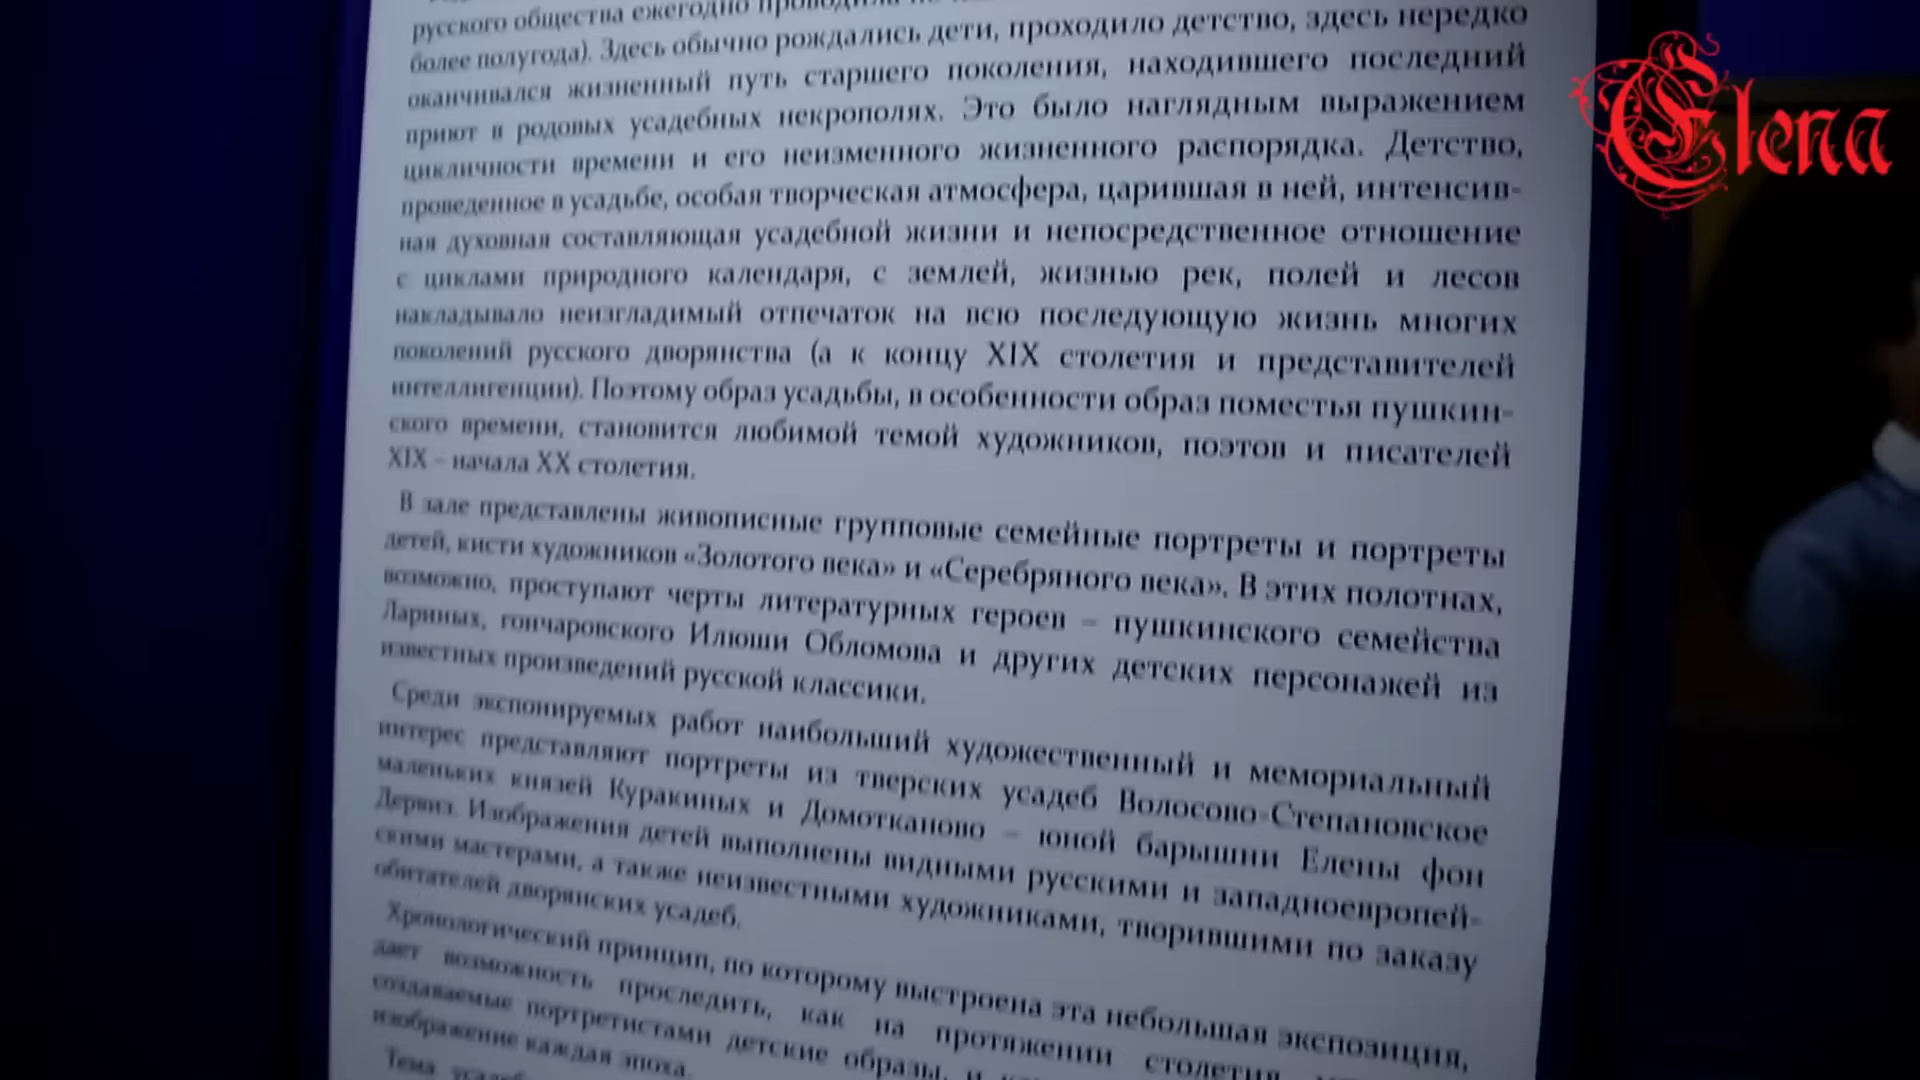 русского общества ежегодно проводила
более полугода). Здесь обычно рождались дети, проходило детство, здесь нередко
оканчивался жизненный путь старшего поколения, находившего последний
приют в родовых усадебных некрополях. Это было наглядным выражением
цикличности времени и его неизменного жизненного распорядка. Детство,
проведенное в усадьбе, особая творческая атмосфера, царившая в ней, интенсив-
ная духовная составляющая усадебной жизни и непосредственное отношение
с циклами природного календаря, с землей, жизнью рек, полей и лесов
накладывало неизгладимый отпечаток на всю последующую жизнь многих
поколений русского дворянства (а к концу XIX столетия и представителей
интеллигенции). Поэтому образ усадьбы, в особенности образ поместья пушкин-
ского времени, становится любимой темой художников, поэтов и писателей
XIX – начала XX столетия.
В зале представлены живописные групповые семейные портреты и портреты
детей, кисти художников «Золотого века» и «Серебряного века». В этих полотнах,
возможно, проступают черты литературных героев – пушкинского семейства
Лариных, гончаровского Илюши Обломова и других детских персонажей из
известных произведений русской классики.
Среди экспонируемых работ наибольший художественный и мемориальный
интерес представляют портреты из тверских усадеб Волосово-Степановское
маленьких князей Куракиных и Домотканово – юной барышни Елены фон
Дервиз. Изображения детей выполнены видными русскими и западноевропей-
скими мастерами, а также неизвестными художниками, творившими по заказу
обитателей дворянских усадеб.
Хронологический принцип, по которому выстроена эта небольшая экспозиция,
дает возможность проследить, как на протяжении столетия
создаваемые портретистами детские образы, и
изображение каждая эпоха.
Тема
Elena